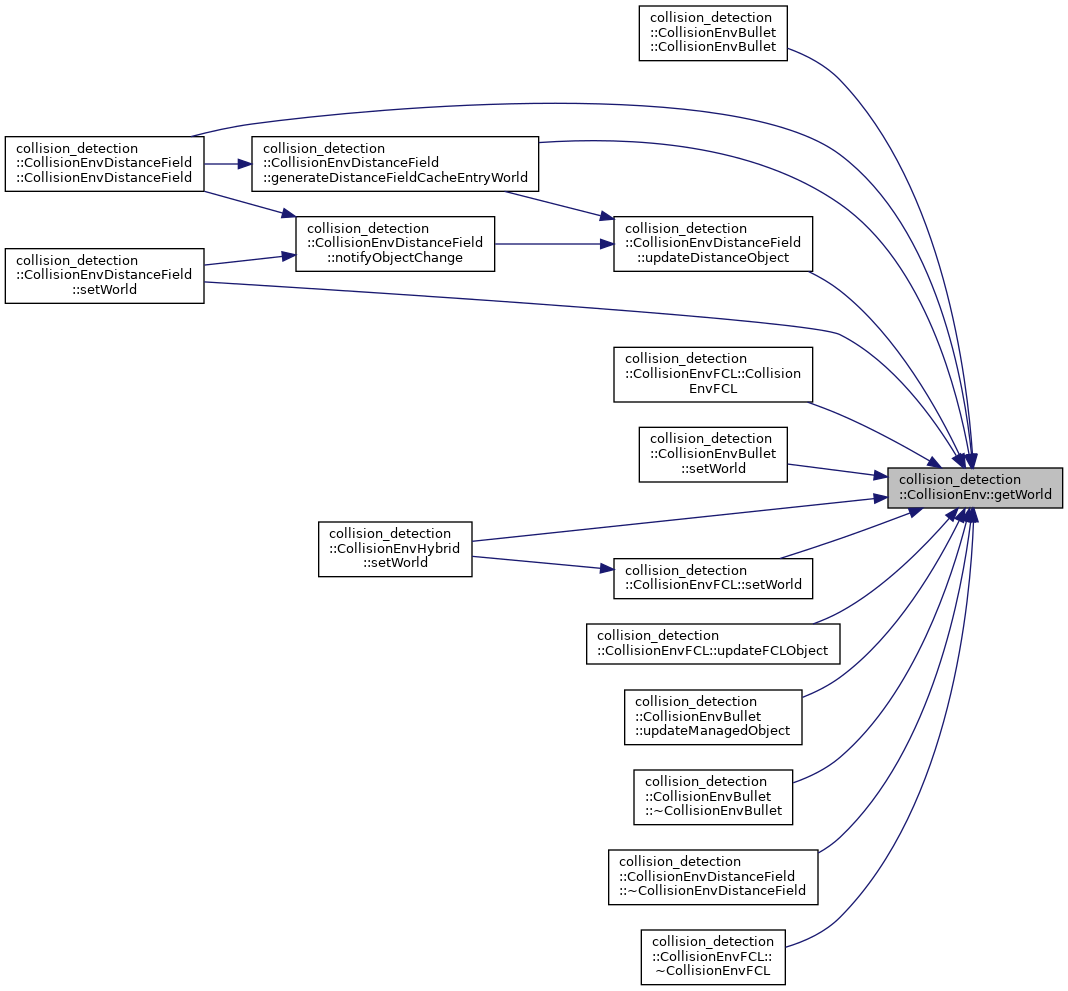 collision_detection
::CollisionEnvBullet
::CollisionEnvBullet
collision_detection
::CollisionEnvDistanceField
::CollisionEnvDistanceField
collision_detection
::CollisionEnvDistanceField
::generateDistanceFieldCacheEntryWorld
collision_detection
::CollisionEnvDistanceField
::notifyObjectChange
collision_detection
::CollisionEnvDistanceField
::updateDistanceObject
collision_detection
::CollisionEnvDistanceField
::setWorld
collision_detection
::CollisionEnvFCL::Collision
EnvFCL
collision_detection
::CollisionEnvBullet
::setWorld
collision_detection
::CollisionEnv::getWorld
collision_detection
::CollisionEnvHybrid
::setWorld
collision_detection
::CollisionEnvFCL::setWorld
collision_detection
::CollisionEnvFCL::updateFCLObject
collision_detection
::CollisionEnvBullet
::updateManagedObject
collision_detection
::CollisionEnvBullet
::~CollisionEnvBullet
collision_detection
::CollisionEnvDistanceField
::~CollisionEnvDistanceField
collision_detection
::CollisionEnvFCL::
~CollisionEnvFCL